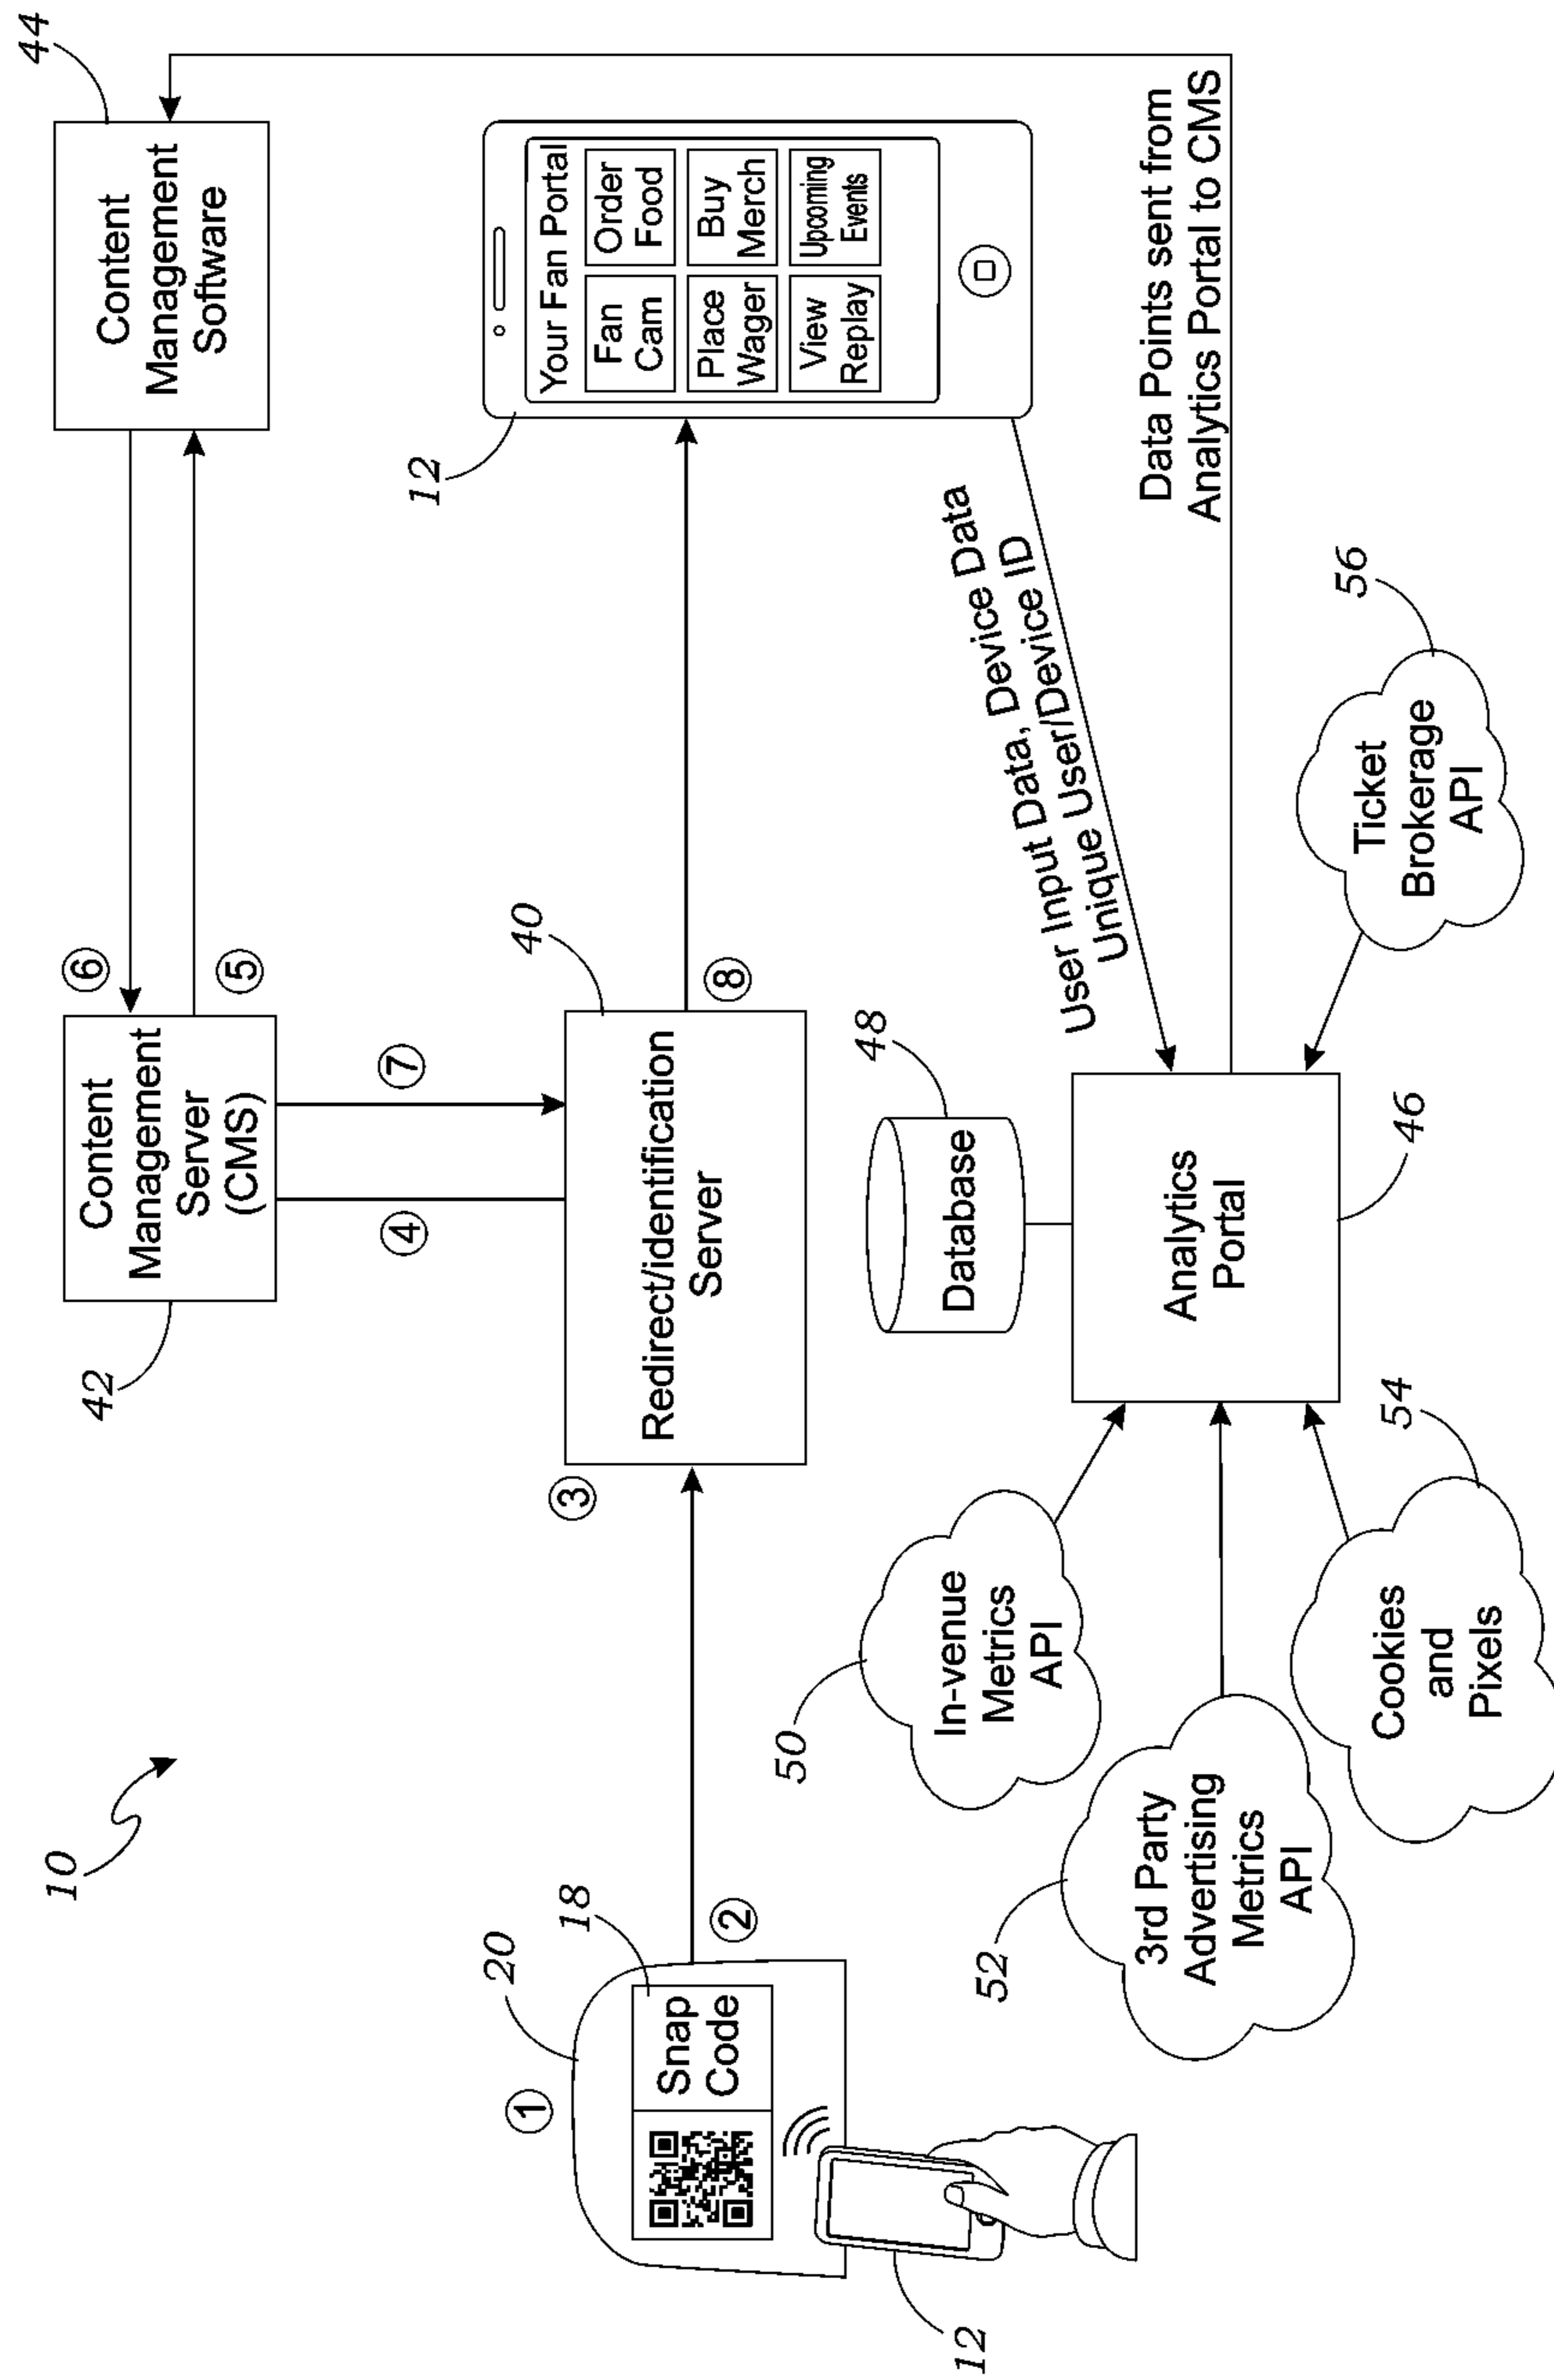 10
44
Content
Management
Software
6
5
Content
Management
Server
(CMS)
42
4
7
1
20
18
Snap
Code
12
2
3
Redirect/identification
Server
40
8
12
Your Fan Portal
Fan
Cam
Order
Food
Place
Wager
Buy
Merch
View
Replay
Upcoming
Events
User Input Data, Device Data
Unique User/Device ID
Data Points sent from
Analytics Portal to CMS
48
Database
Analytics
Portal
46
50
In-venue
Metrics
API
52
3rd Party
Advertising
Metrics
API
54
Cookies
and
Pixels
56
Ticket
Brokerage
API